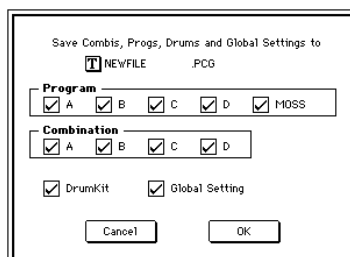 Save Combis, Progs, Drums and Global Settings to
T NEWFILE .PCG
Program
A B C D MOSS
Combination
A B C D
DrumKit Global Setting
Cancel OK